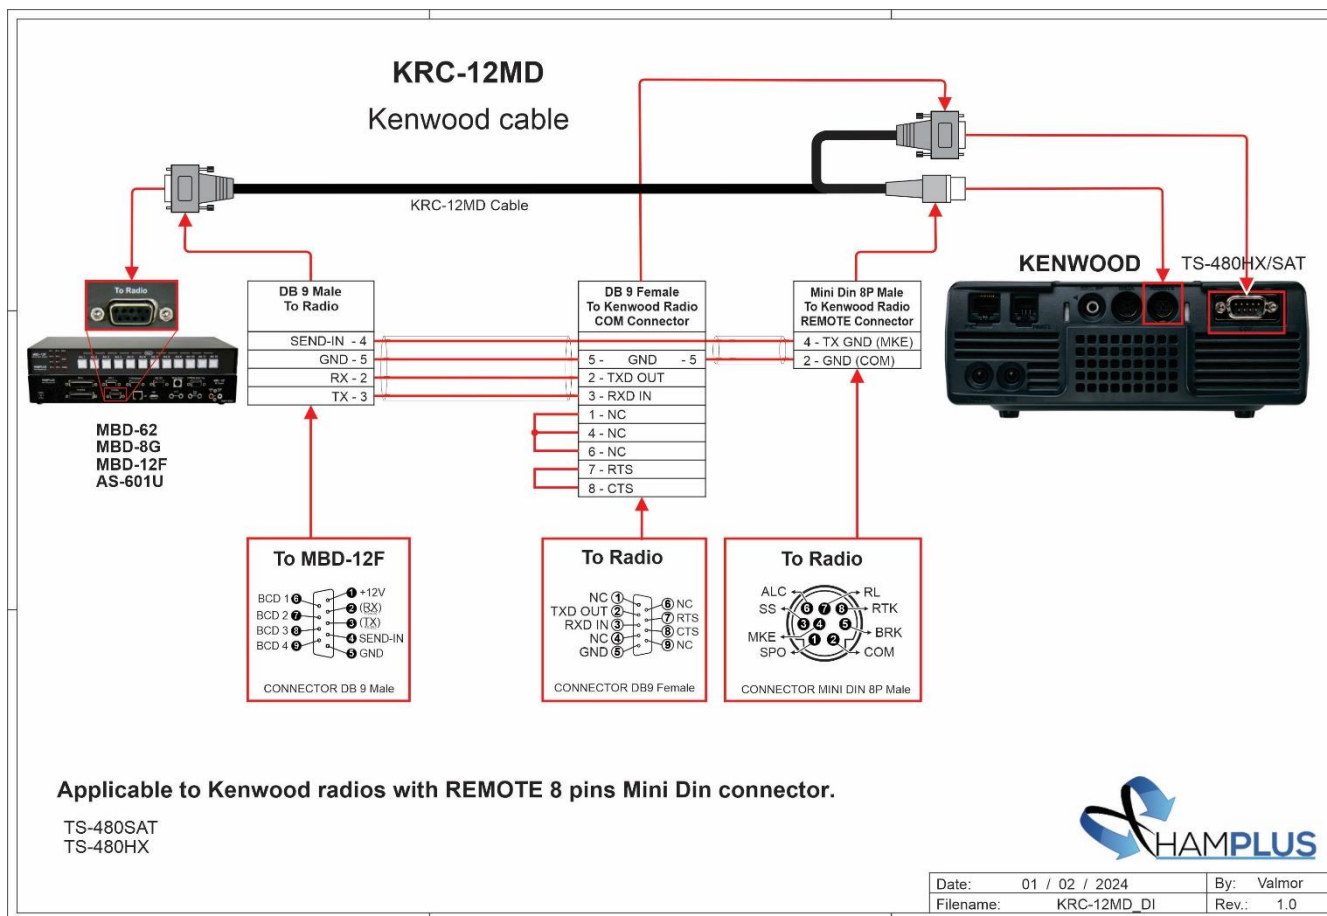 KRC-12MD
Kenwood cable
KRC-12MD Cable
To Radio
KENWOOD
TS-480HX/SAT
DB 9 Male
To Radio
SEND-IN - 4
GND - 5
RX - 2
TX - 3
DB 9 Female
To Kenwood Radio
COM Connector
5 - GND - 5
2 - TXD OUT
3 - RXD IN
1 - NC
4 - NC
6 - NC
7 - RTS
8 - CTS
Mini Din 8P Male
To Kenwood Radio
REMOTE Connector
4 - TX GND (MKE)
2 - GND (COM)
MBD-62
MBD-8G
MBD-12F
AS-601U
To MBD-12F
BCD 1 6
BCD 2 7
BCD 3 8
BCD 4 9
1 +12V
2 (RX)
3 (TX)
4 SEND-IN
5 GND
CONNECTOR DB 9 Male
To Radio
NC 1
TXD OUT 2
RXD IN 3
NC 4
GND 5
6 NC
7 RTS
8 CTS
9 NC
CONNECTOR DB9 Female
To Radio
ALC 6 7 8 RL
SS RTK
3 4 5
MKE BRK
SPO 1 2 COM
CONNECTOR MINI DIN 8P Male
Applicable to Kenwood radios with REMOTE 8 pins Mini Din connector.
TS-480SAT
TS-480HX
HAMPLUS
Date: 01 / 02 / 2024 By: Valmor
Filename: KRC-12MD_DI Rev.: 1.0